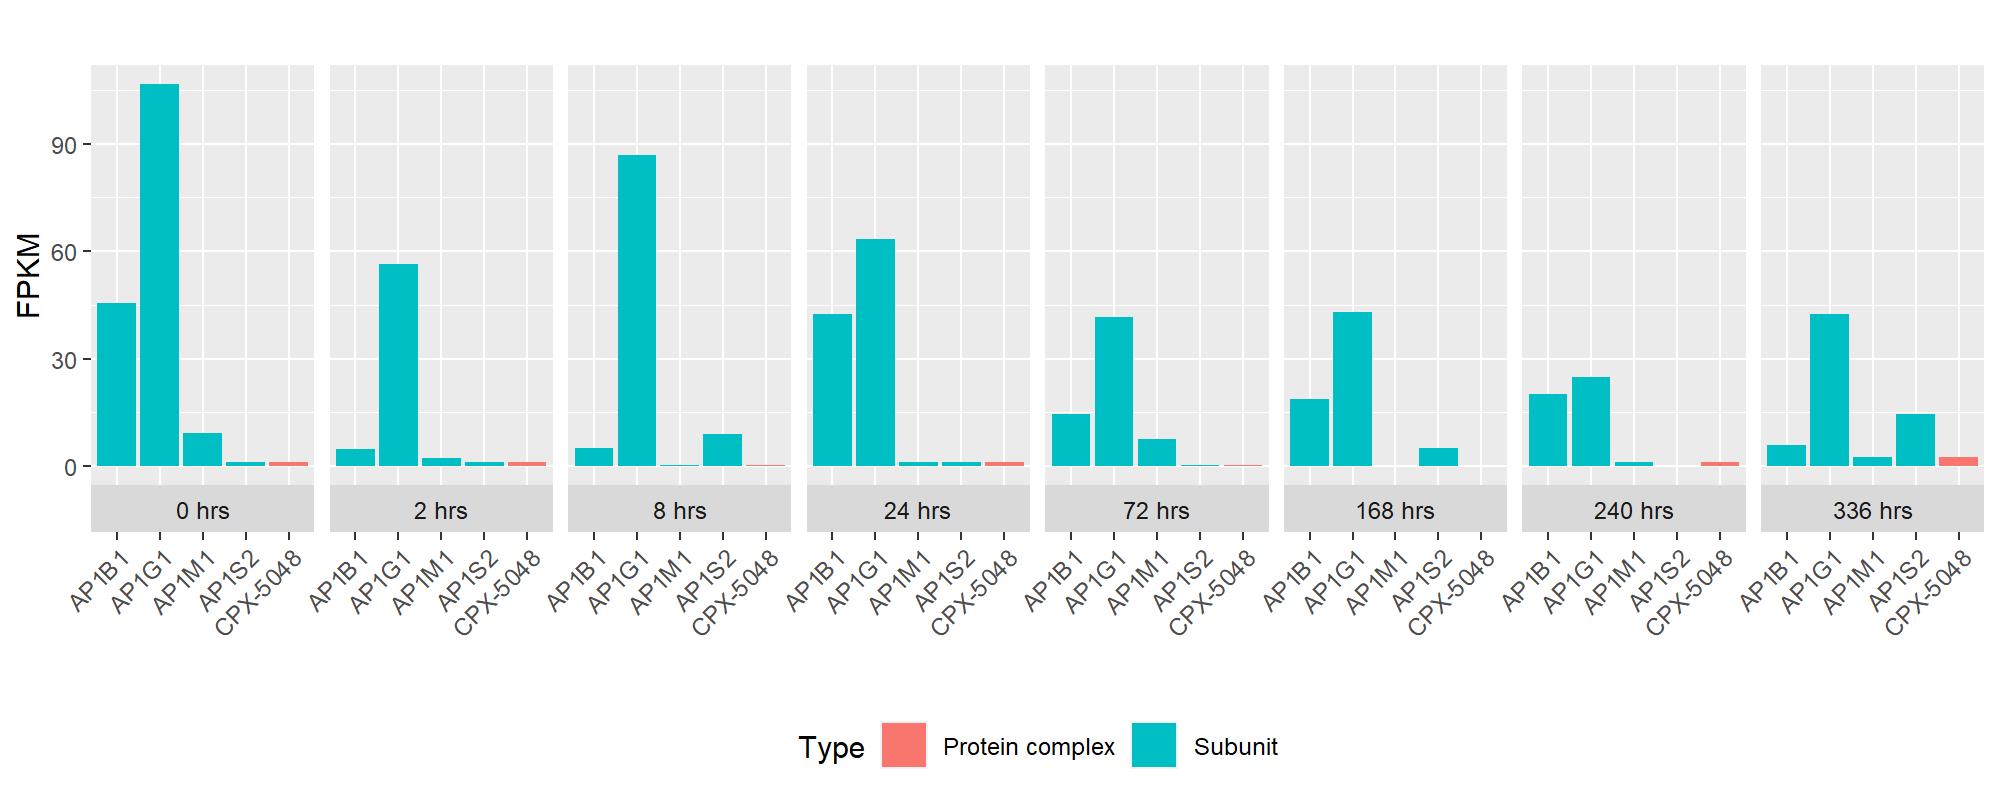 FPKM
90
60
30
0
0 hrs 2 hrs 8 hrs 24 hrs 72 hrs 168 hrs 240 hrs 336 hrs
AP1B1 AP1G1 AP1M1 AP1S2 CPX-5048 AP1B1 AP1G1 AP1M1 AP1S2 CPX-5048 AP1B1 AP1G1 AP1M1 AP1S2 CPX-5048 AP1B1 AP1G1 AP1M1 AP1S2 CPX-5048 AP1B1 AP1G1 AP1M1 AP1S2 CPX-5048 AP1B1 AP1G1 AP1M1 AP1S2 CPX-5048 AP1B1 AP1G1 AP1M1 AP1S2 CPX-5048 AP1B1 AP1G1 AP1M1 AP1S2 CPX-5048
Type Protein complex Subunit